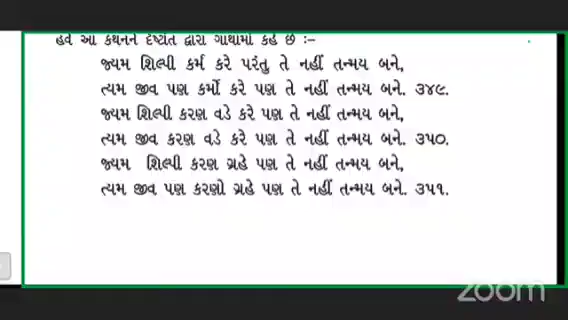 હવે આ કથનને દૃષ્ટાંત દ્વારા ગાથામાં કહે છે :–
જ્યમ શિલ્પી કર્મ કરે પરંતુ તે નહીં તન્મય બને,
ત્યમ જીવ પણ કર્મો કરે પણ તે નહીં તન્મય બને. ૩૪૯.
જ્યમ શિલ્પી કરણ વડે કરે પણ તે નહીં તન્મય બને,
ત્યમ જીવ કરણ વડે કરે પણ તે નહીં તન્મય બને. ૩૫૦.
જ્યમ શિલ્પી કરણ ગ્રહે પણ તે નહીં તન્મય બને,
ત્યમ જીવ પણ કરણો ગ્રહે પણ તે નહીં તન્મય બને. ૩૫૧.
zoom